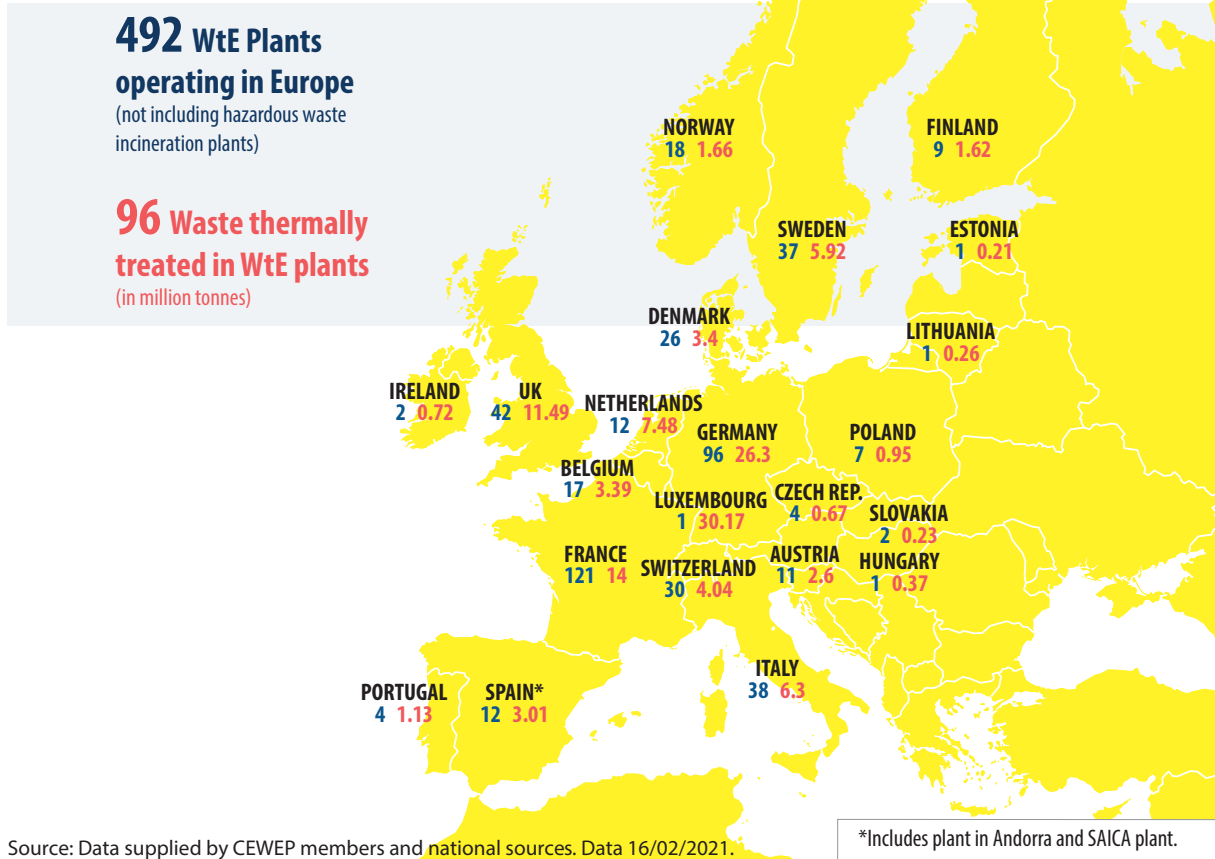 492 WtE Plants
operating in Europe
(not including hazardous waste
incineration plants)
96 Waste thermally
treated in WtE plants
(in million tonnes)
NORWAY
18 1.66
FINLAND
9 1.62
SWEDEN
37 5.92
ESTONIA
1 0.21
DENMARK
26 3.4
LITHUANIA
1 0.26
IRELAND
2 0.72
UK
42 11.49
NETHERLANDS
12 7.48
GERMANY
96 26.3
POLAND
7 0.95
BELGIUM
17 3.39
LUXEMBOURG
1 30.17
CZECH REP.
4 0.67
SLOVAKIA
2 0.23
FRANCE
121 14
SWITZERLAND
30 4.04
AUSTRIA
11 2.6
HUNGARY
1 0.37
ITALY
38 6.3
PORTUGAL
4 1.13
SPAIN*
12 3.01
Source: Data supplied by CEWEP members and national sources. Data 16/02/2021.
*Includes plant in Andorra and SAICA plant.